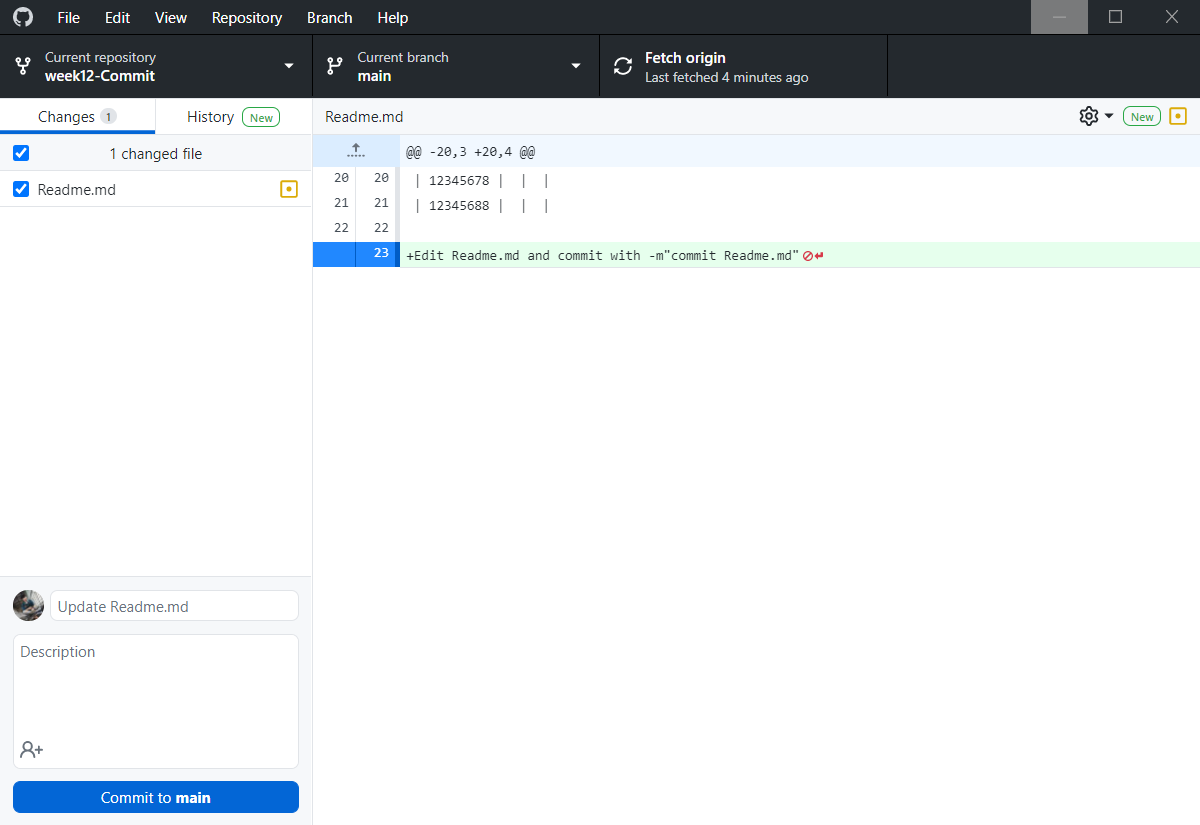 File Edit View Repository Branch Help
Current repository
week12-Commit
Current branch
main
Fetch origin
Last fetched 4 minutes ago
Changes 1
History New
Readme.md
New
1 changed file
Readme.md
@@ -20,3 +20,4 @@
20 20 | 12345678 | | |
21 21 | 12345688 | | |
22 22
23 +Edit Readme.md and commit with -m"commit Readme.md"
Update Readme.md
Description
Commit to main